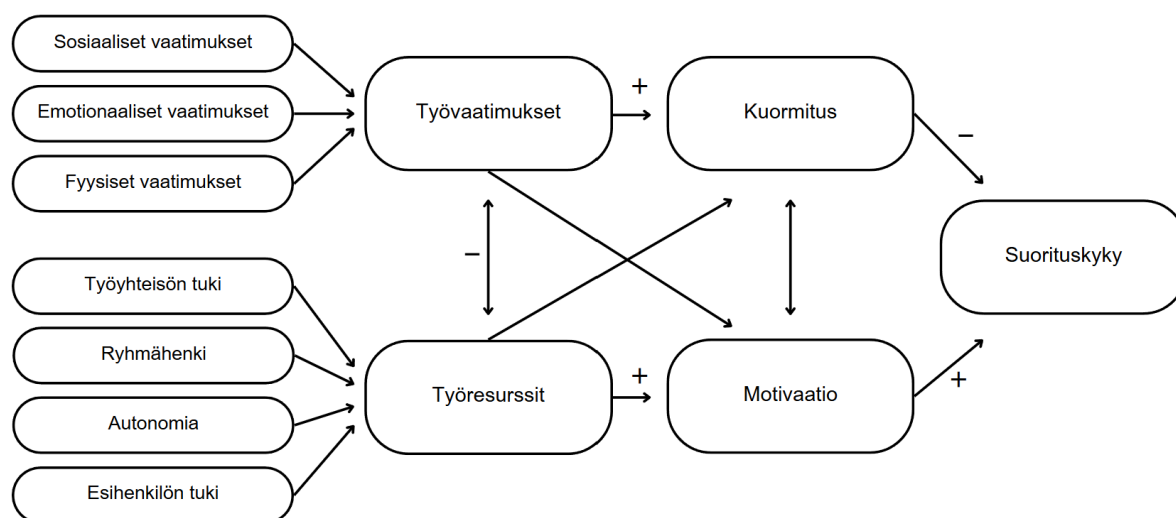 Sosiaaliset vaatimukset
Emotionaaliset vaatimukset
Fyysiset vaatimukset
Työvaatimukset
+
Kuormitus
−
Suorituskyky
−
Työyhteisön tuki
Ryhmähenki
Autonomia
Esihenkilön tuki
Työresurssit
+
Motivaatio
+